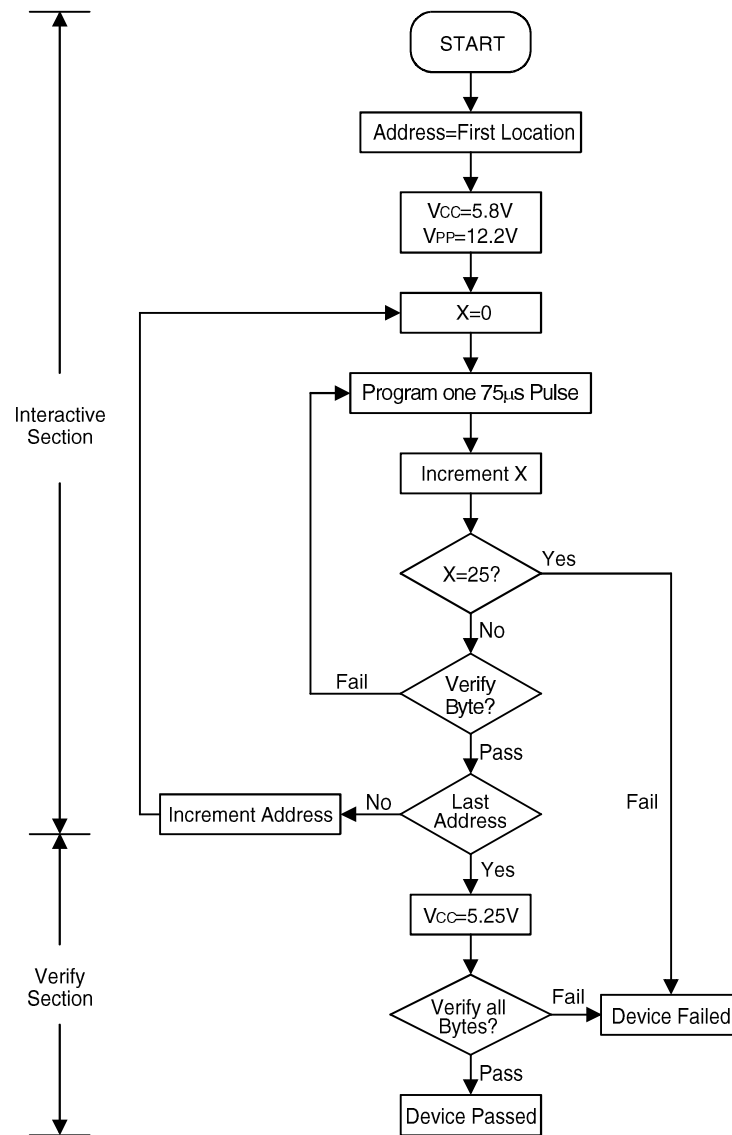 START
Address=First Location
VCC=5.8V
VPP=12.2V
X=0
Program one 75μs Pulse
Interactive
Section
Increment X
X=25?
Yes
No
Verify
Byte?
Fail
Pass
Last
Address
No
Increment Address
Fail
Yes
VCC=5.25V
Verify
Section
Verify all
Bytes?
Fail
Device Failed
Pass
Device Passed